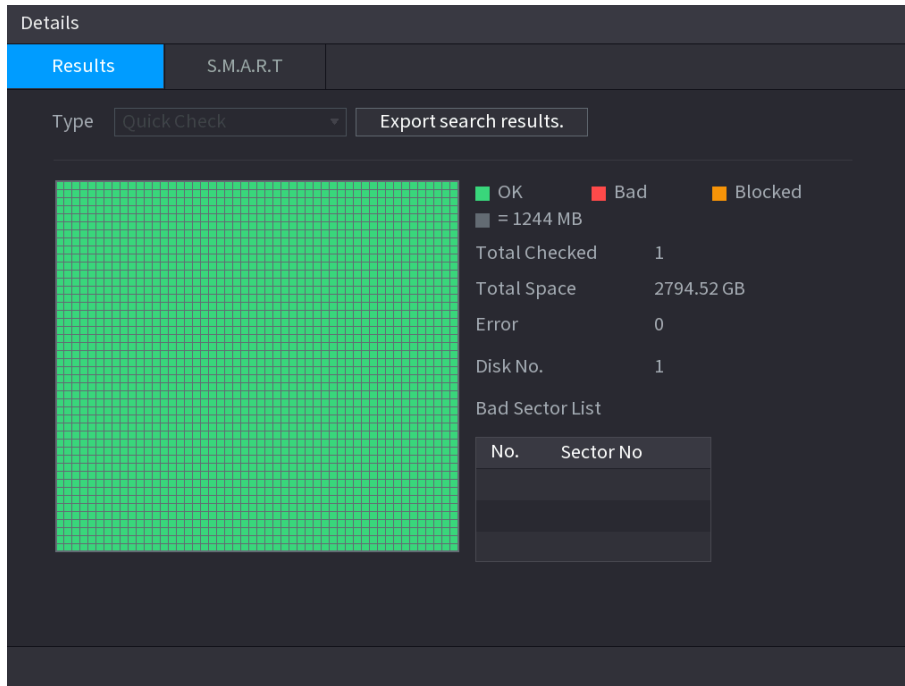 Details
Results S.M.A.R.T
Type Quick Check Export search results.
OK Bad Blocked
= 1244 MB
Total Checked 1
Total Space 2794.52 GB
Error 0
Disk No. 1
Bad Sector List
No. Sector No